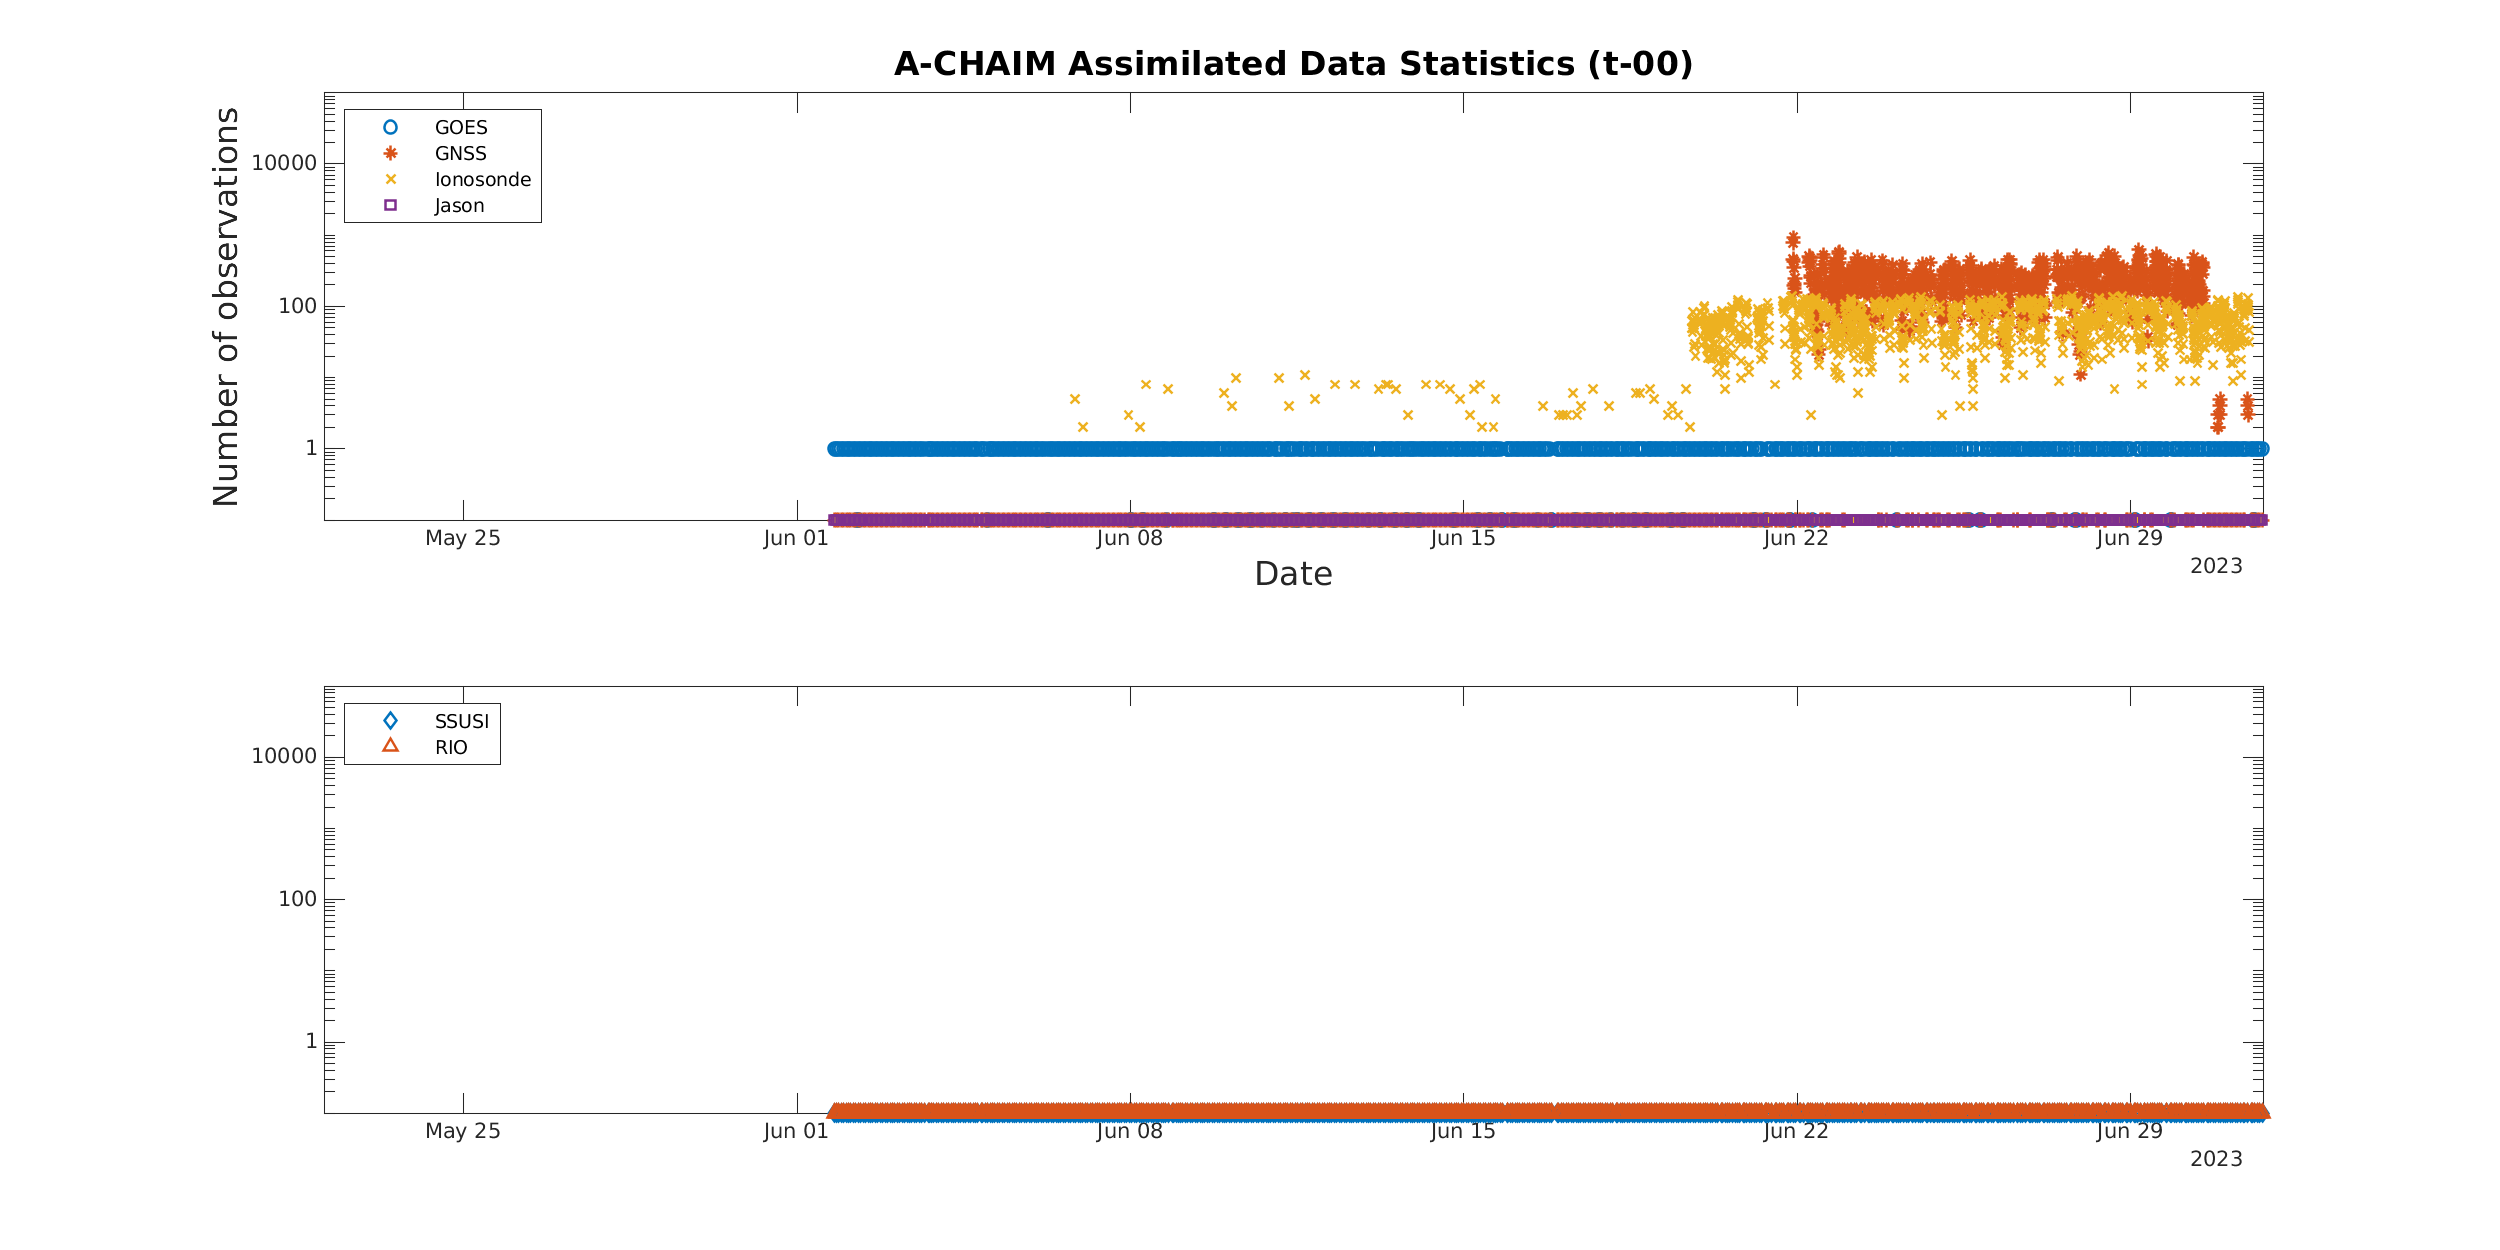 A-CHAIM Assimilated Data Statistics (t-00)
Number of observations
GOES
GNSS
Ionosonde
Jason
10000
100
1
May 25 Jun 01 Jun 08 Jun 15 Jun 22 Jun 29
2023
Date
SSUSI
RIO
10000
100
1
May 25 Jun 01 Jun 08 Jun 15 Jun 22 Jun 29
2023